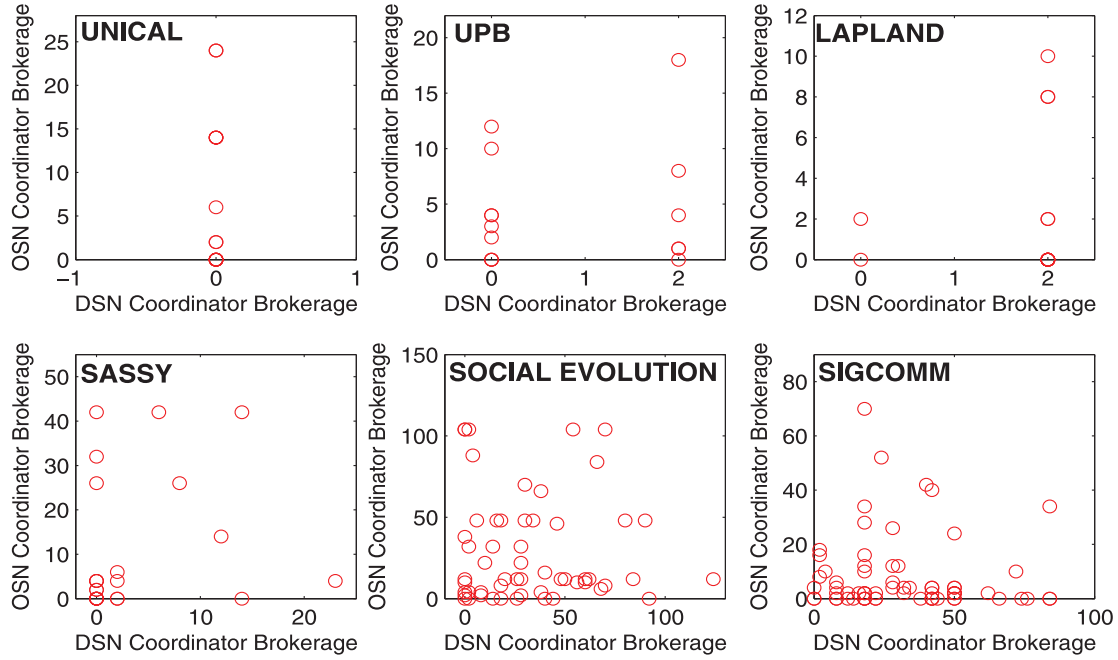 UNICAL
OSN Coordinator Brokerage
25
20
15
10
5
0
−1
0
1
DSN Coordinator Brokerage
UPB
OSN Coordinator Brokerage
20
15
10
5
0
0
1
2
DSN Coordinator Brokerage
LAPLAND
OSN Coordinator Brokerage
12
10
8
6
4
2
0
0
1
2
DSN Coordinator Brokerage
SASSY
OSN Coordinator Brokerage
50
40
30
20
10
0
0
10
20
DSN Coordinator Brokerage
SOCIAL EVOLUTION
OSN Coordinator Brokerage
150
100
50
0
0
50
100
DSN Coordinator Brokerage
SIGCOMM
OSN Coordinator Brokerage
80
60
40
20
0
0
50
100
DSN Coordinator Brokerage